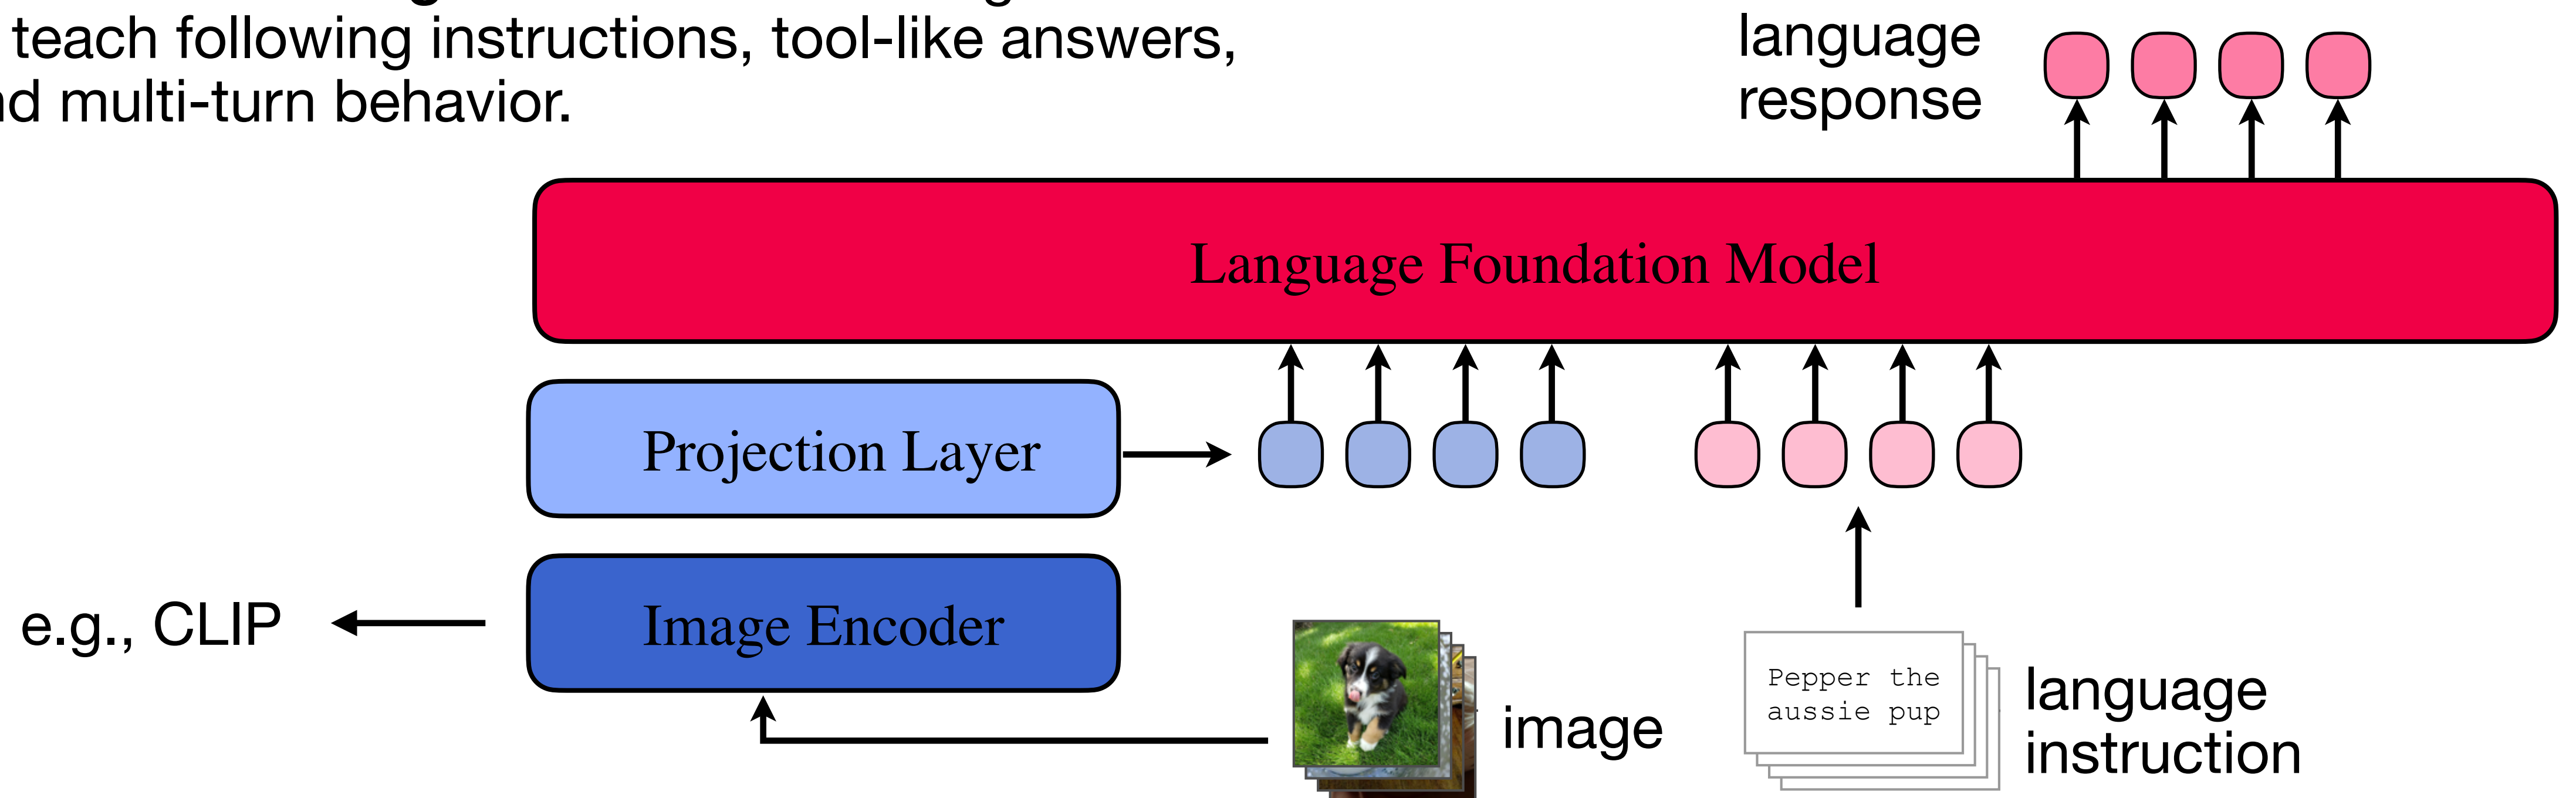 teach following instructions, tool-like answers,
multi-turn behavior.
language
response
Language Foundation Model
Projection Layer
e.g., CLIP
Image Encoder
image
Pepper the
aussie pup
language
instruction